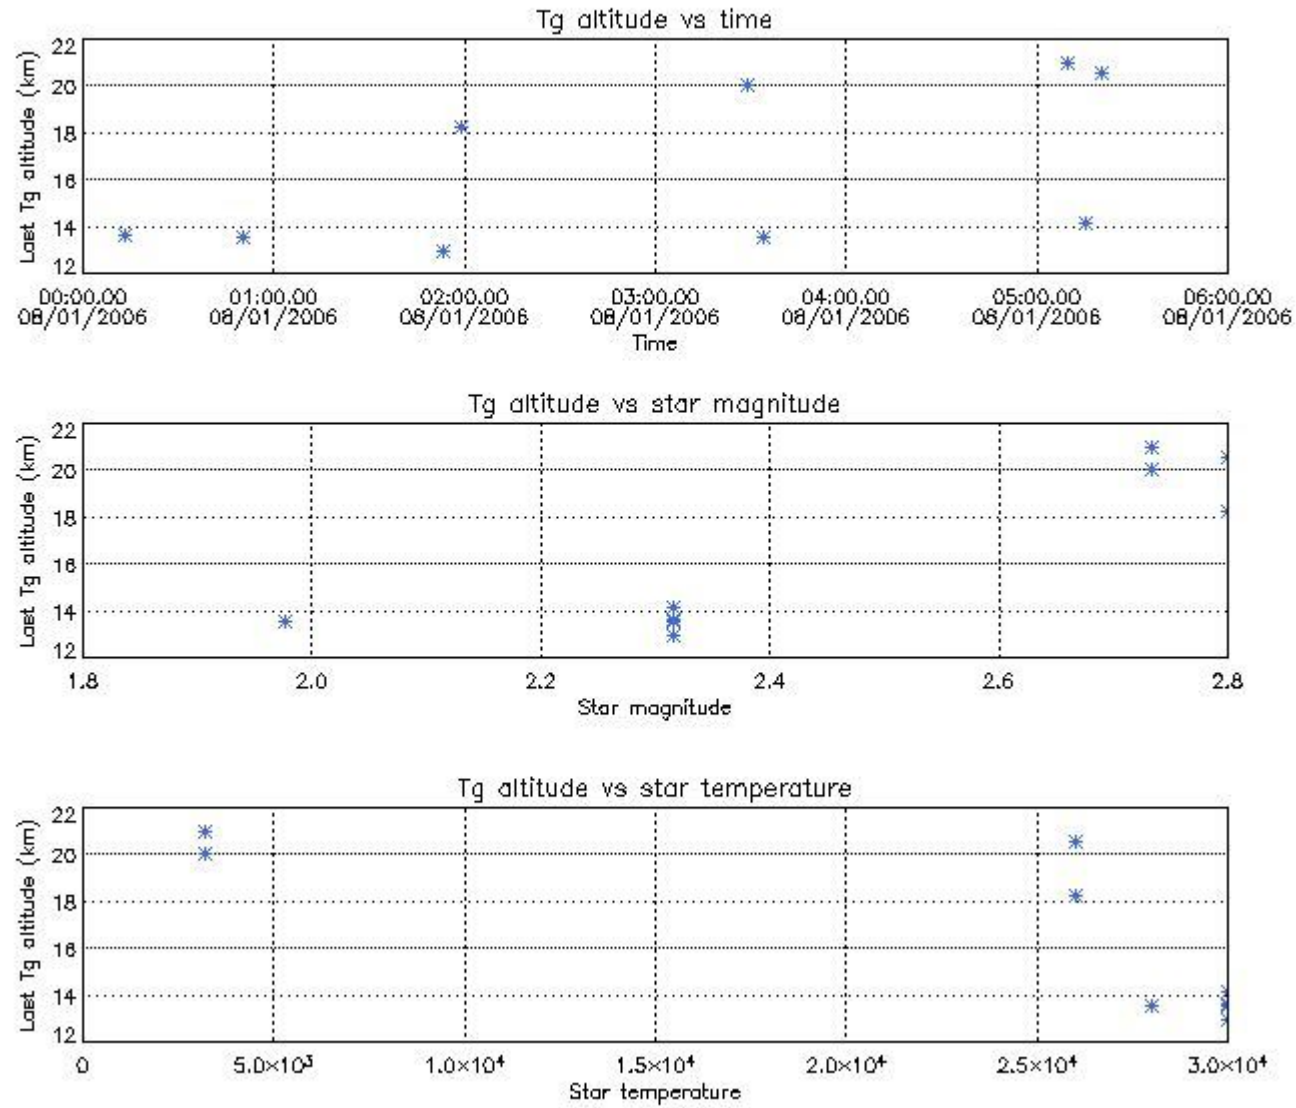 Tg altitude vs time
Last Tg altitude (km)
22
20
18
16
14
12
00:00.00 01:00.00 02:00.00 03:00.00 04:00.00 05:00.00 06:00.00
08/01/2006 08/01/2006 08/01/2006 08/01/2006 08/01/2006 08/01/2006 08/01/2006
Time
Tg altitude vs star magnitude
Last Tg altitude (km)
22
20
18
16
14
12
1.8 2.0 2.2 2.4 2.6 2.8
Star magnitude
Tg altitude vs star temperature
Last Tg altitude (km)
22
20
18
16
14
12
0 5.0×10³ 1.0×10⁴ 1.5×10⁴ 2.0×10⁴ 2.5×10⁴ 3.0×10⁴
Star temperature